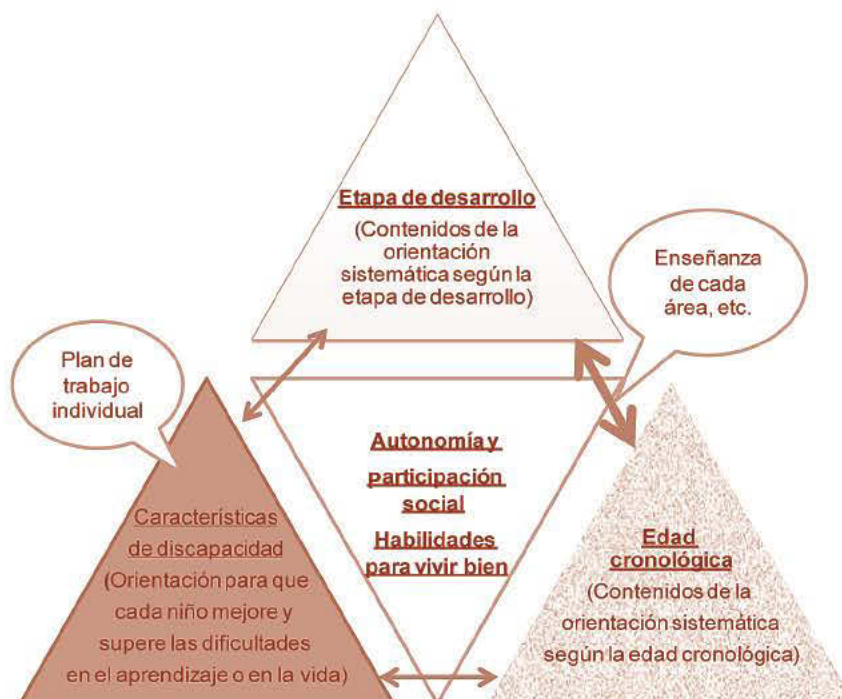 Etapa de desarrollo
(Contenidos de la
orientación
sistemática según la
etapa de desarrollo)
Enseñanza
de cada
área, etc.
Plan de
trabajo
individual
Autonomía y
participación
social
Habilidades
para vivir bien
Características
de discapacidad
(Orientación para que
cada niño mejore y
supere las dificultades
en el aprendizaje o en la vida)
Edad
cronológica
(Contenidos de la
orientación sistemática
según la edad cronológica)